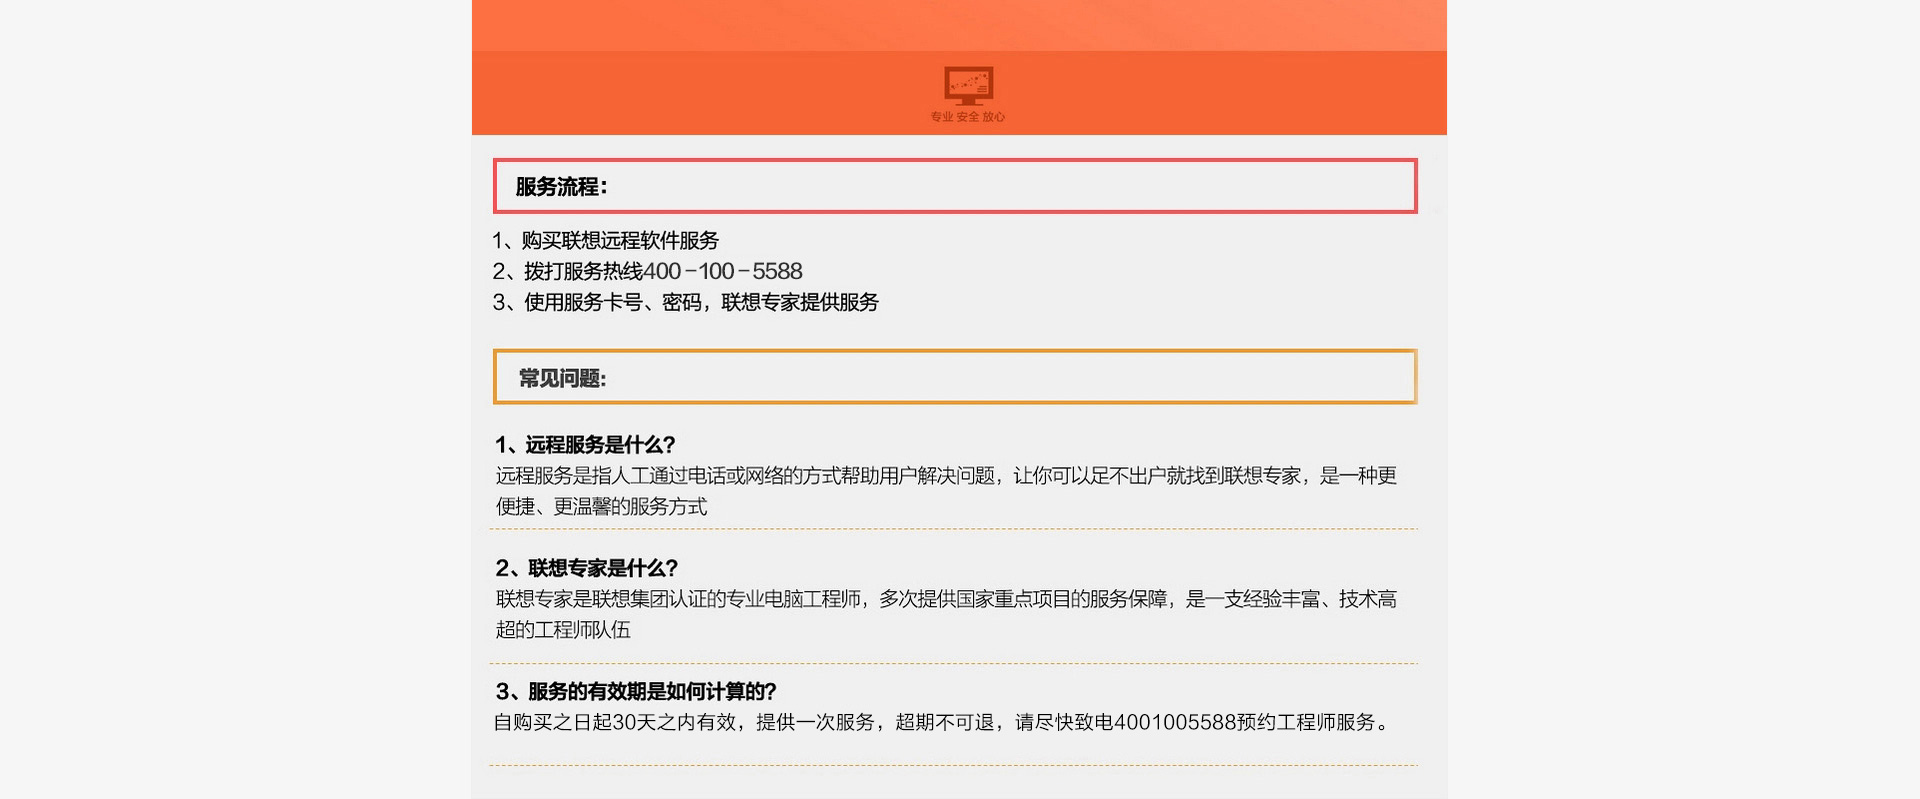 专业 安全 放心
服务流程：
1、购买联想远程软件服务
2、拨打服务热线400-100-5588
3、使用服务卡号、密码，联想专家提供服务
常见问题:
1、远程服务是什么？
远程服务是指人工通过电话或网络的方式帮助用户解决问题，让你可以足不出户就找到联想专家，是一种更
便捷、更温馨的服务方式
2、联想专家是什么？
联想专家是联想集团认证的专业电脑工程师，多次提供国家重点项目的服务保障，是一支经验丰富、技术高
超的工程师队伍
3、服务的有效期是如何计算的？
自购买之日起30天之内有效，提供一次服务，超期不可退，请尽快致电4001005588预约工程师服务。